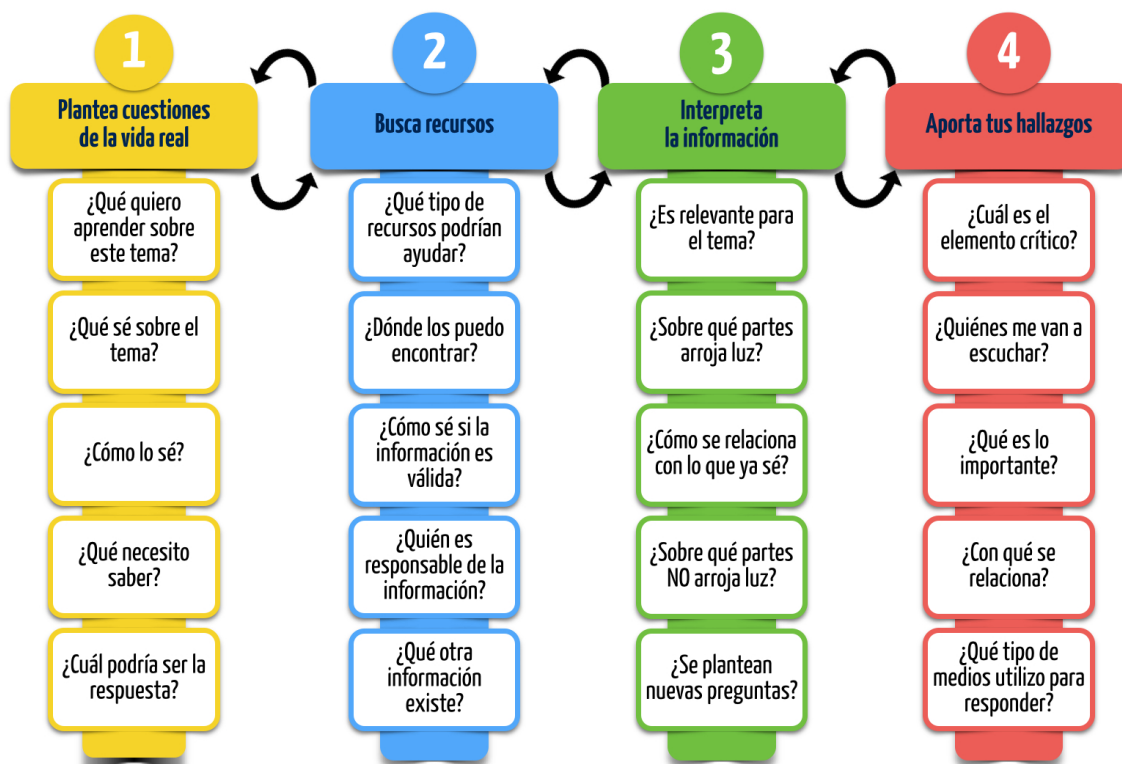 1
Plantea cuestiones
de la vida real
¿Qué quiero
aprender sobre
este tema?
¿Qué sé sobre el
tema?
¿Cómo lo sé?
¿Qué necesito
saber?
¿Cuál podría ser la
respuesta?
2
Busca recursos
¿Qué tipo de
recursos podrían
ayudar?
¿Dónde los puedo
encontrar?
¿Cómo sé si la
información es
válida?
¿Quién es
responsable de la
información?
¿Qué otra
información
existe?
3
Interpreta
la información
¿Es relevante para
el tema?
¿Sobre qué partes
arroja luz?
¿Cómo se relaciona
con lo que ya sé?
¿Sobre qué partes
NO arroja luz?
¿Se plantean
nuevas preguntas?
4
Aporta tus hallazgos
¿Cuál es el
elemento crítico?
¿Quiénes me van a
escuchar?
¿Qué es lo
importante?
¿Con qué se
relaciona?
¿Qué tipo de
medios utilizo para
responder?